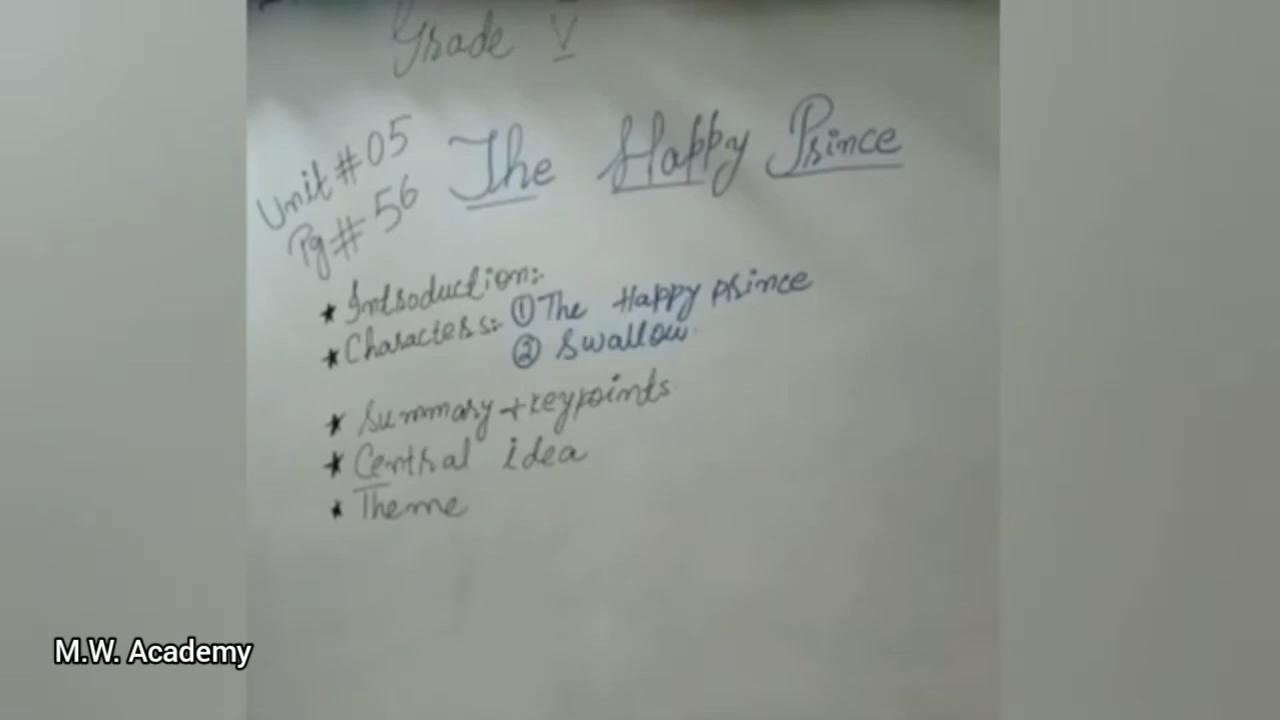 Grade V
Unit # 05
Pg # 56
The Happy Prince
* Introduction:-
* Characters:- ① The Happy prince
② Swallow.
* Summary + keypoints.
* Central idea
* Theme
M.W. Academy